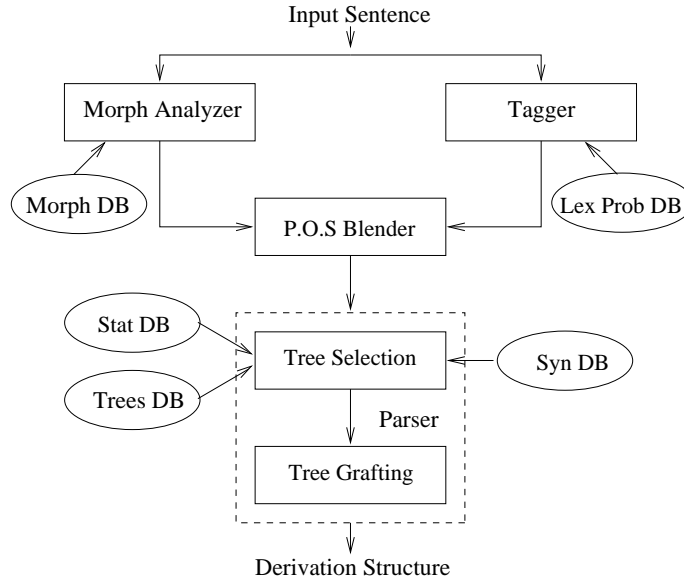 Input Sentence
Morph Analyzer
Tagger
Morph DB
Lex Prob DB
P.O.S Blender
Stat DB
Tree Selection
Syn DB
Trees DB
Parser
Tree Grafting
Derivation Structure